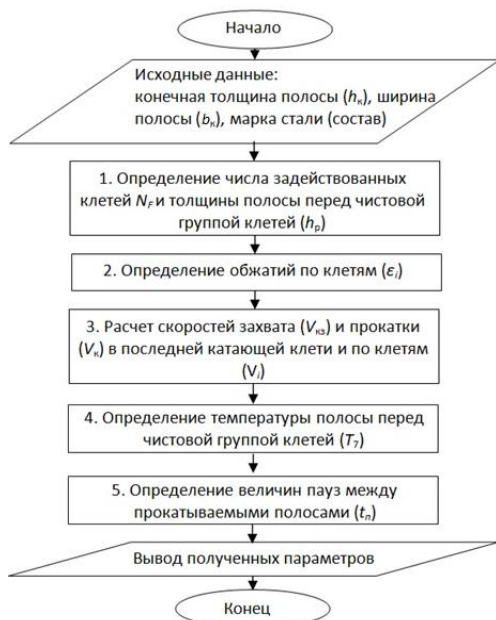 Начало
Исходные данные:
конечная толщина полосы (hк), ширина
полосы (bк), марка стали (состав)
1. Определение числа задействованных
клетей NF и толщины полосы перед чистовой
группой клетей (hр)
2. Определение обжатий по клетям (εi)
3. Расчет скоростей захвата (Vкз) и прокатки
(Vк) в последней катающей клети и по клетям
(Vi)
4. Определение температуры полосы перед
чистовой группой клетей (T7)
5. Определение величин пауз между
прокатываемыми полосами (tп)
Вывод полученных параметров
Конец